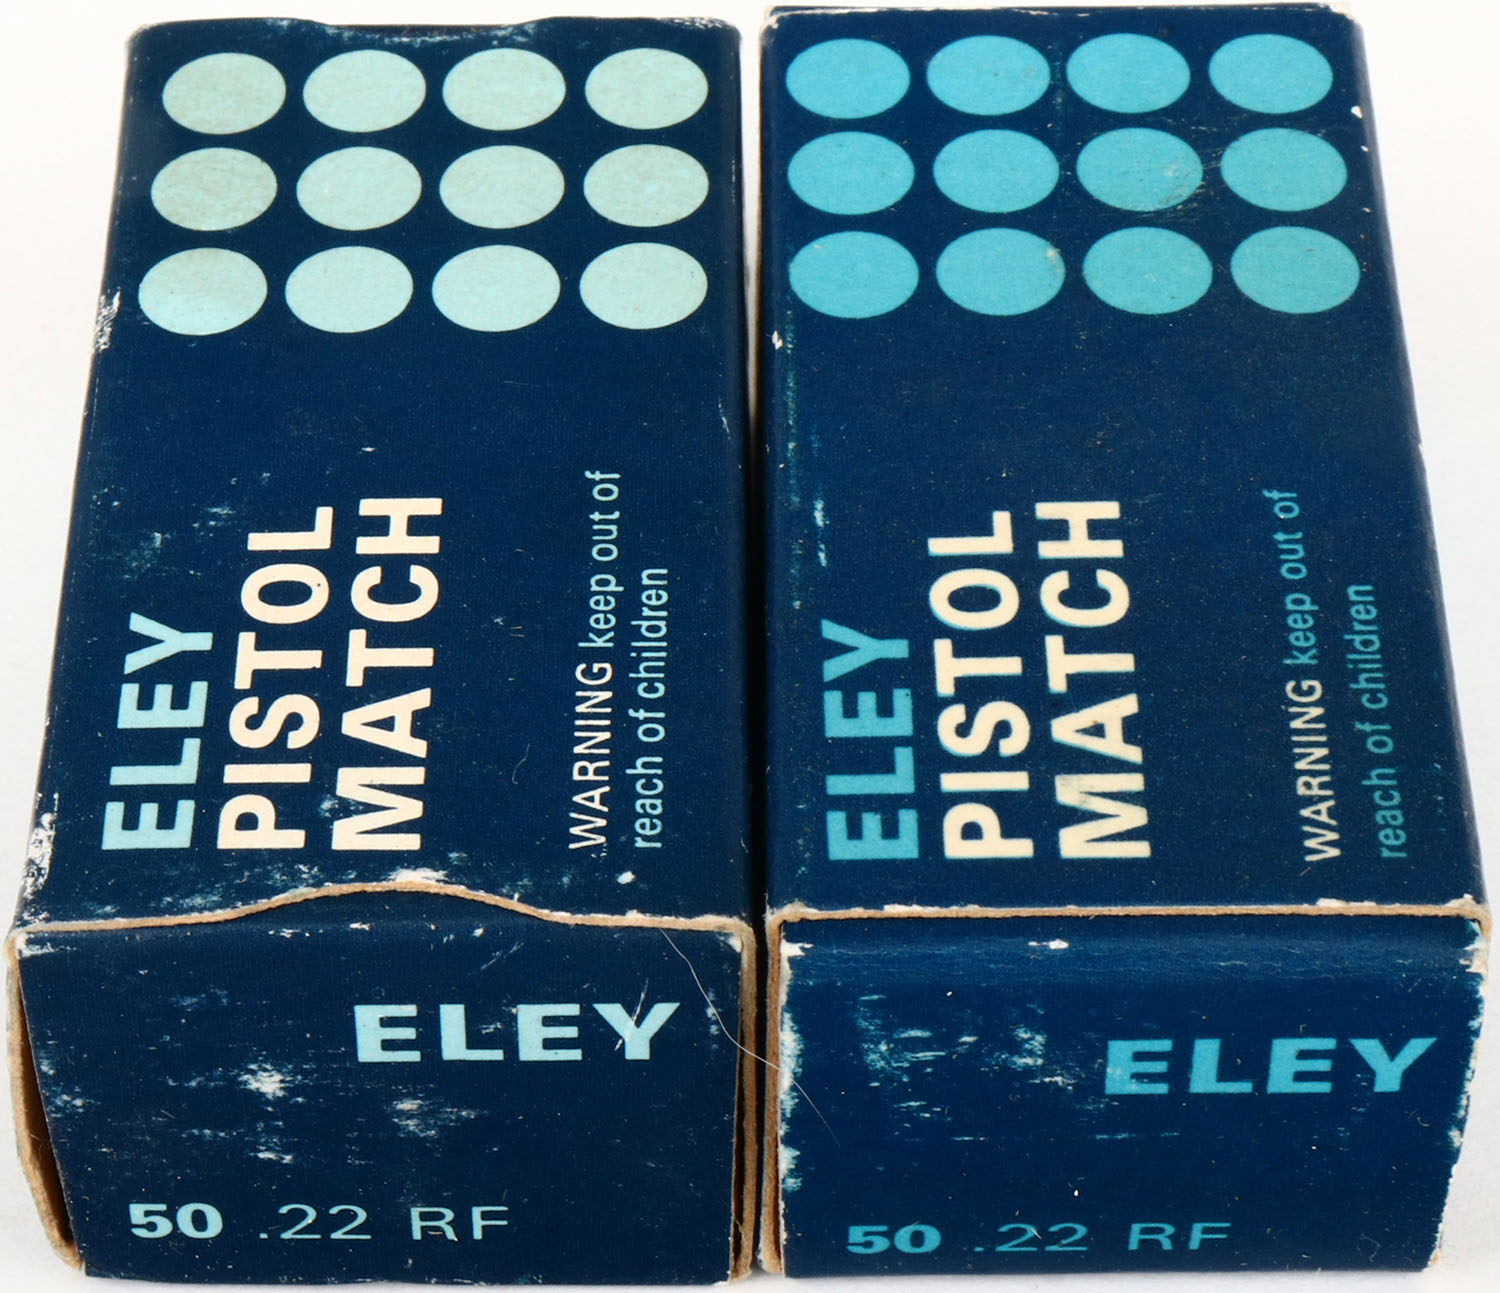 ELEY
PISTOL
MATCH
WARNING keep out of
reach of children
ELEY
50 .22 RF
ELEY
PISTOL
MATCH
WARNING keep out of
reach of children
ELEY
50 .22 RF